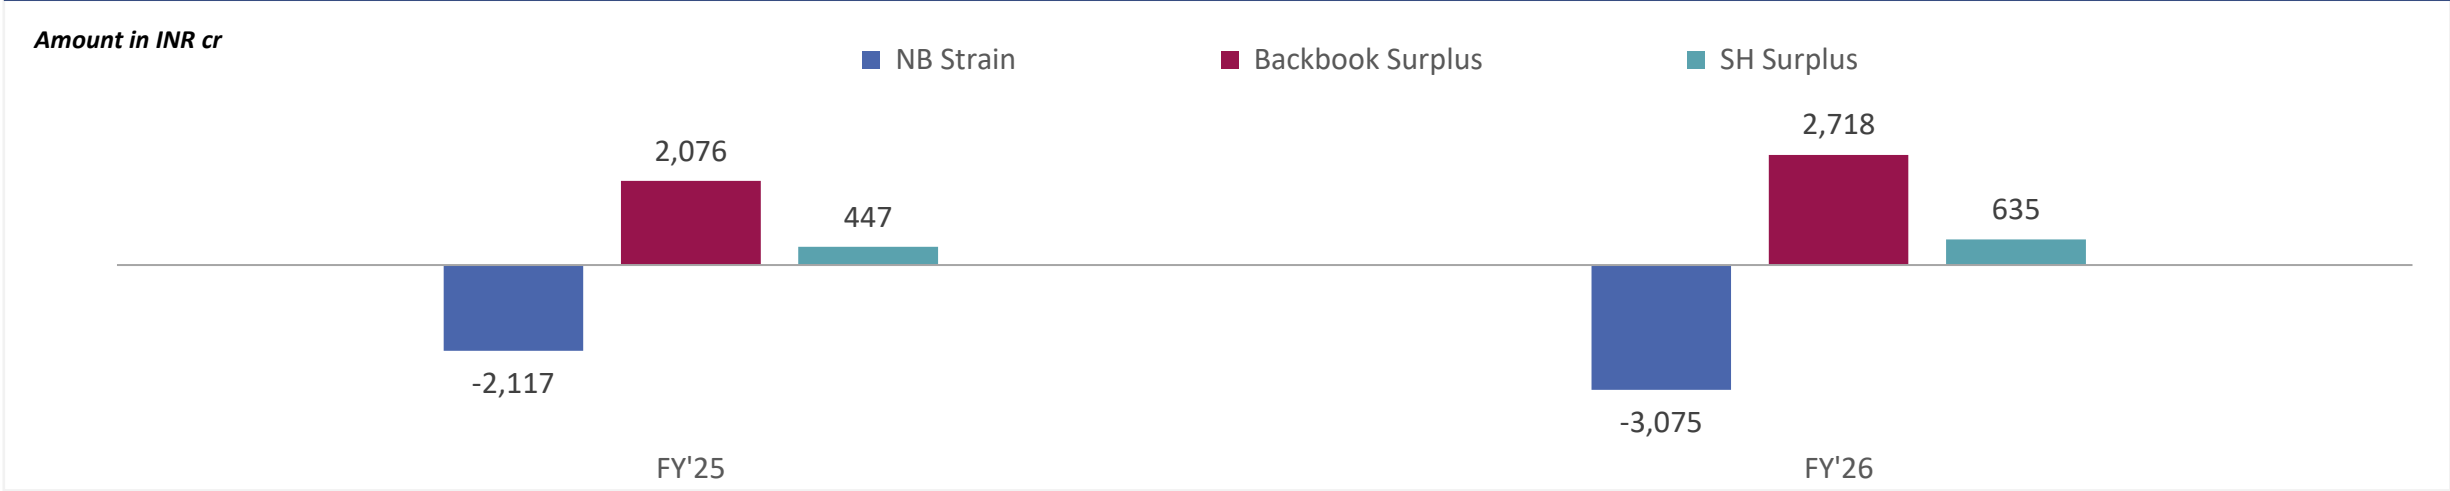 Amount in INR cr
NB Strain Backbook Surplus SH Surplus
2,718
2,076
447 635
-2,117
-3,075
FY'25 FY'26